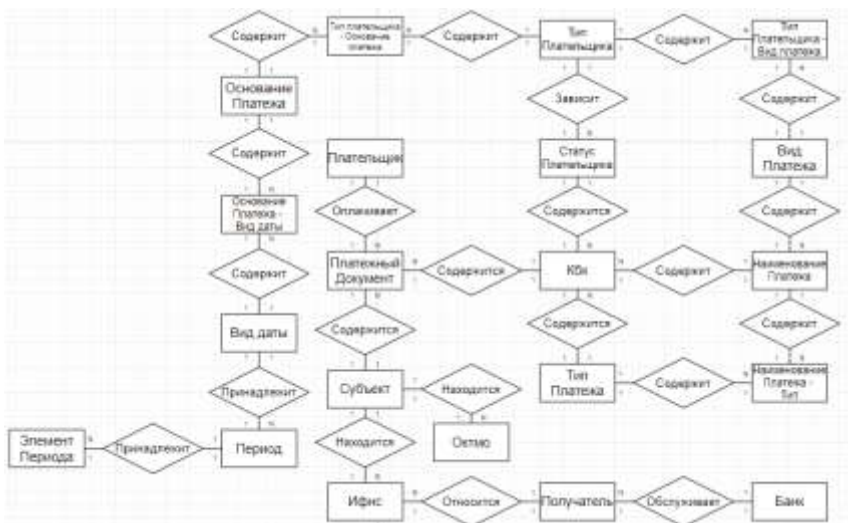 Содержит
Тип плательщика
- Основание
платежа
Содержит
Тип
Плательщика
Содержит
Тип
Плательщика -
Вид платежа
Основание
Платежа
Зависит
Содержит
Содержит
Плательщик
Статус
Плательщика
Вид
Платежа
Основание
Платежа -
Вид даты
Оплачивает
Содержится
Содержит
Содержит
Платежный
Документ
Содержится
Кбк
Содержит
Наименование
Платежа
Вид даты
Содержится
Содержится
Содержит
Принадлежит
Субъект
Находится
Тип
Платежа
Содержит
Наименование
Платежа -
Тип
Элемент
Периода
Принадлежит
Период
Находится
Октмо
Ифнс
Относится
Получатель
Обслуживает
Банк